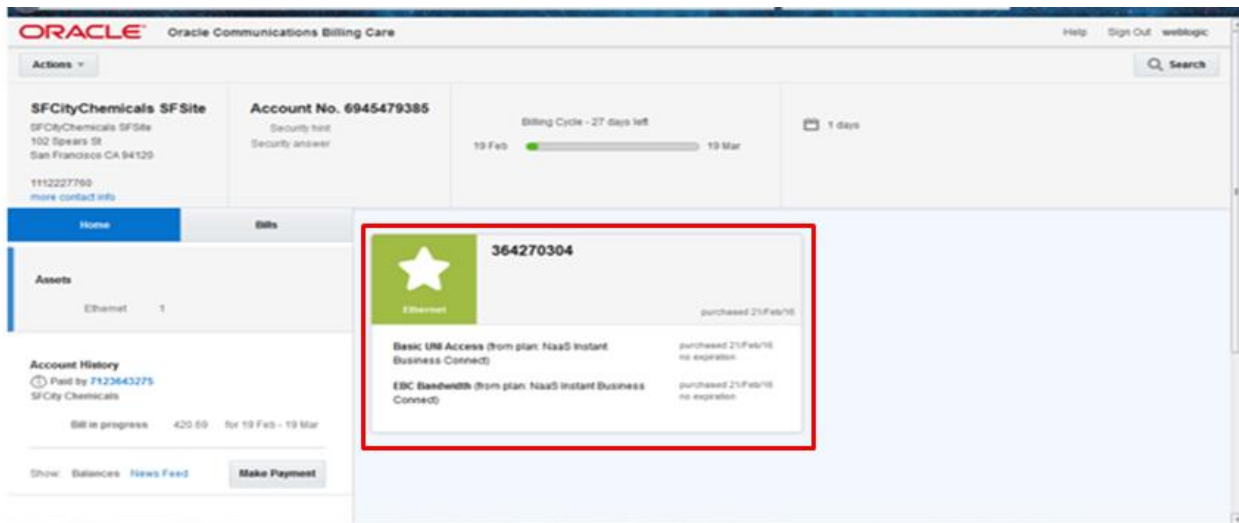 ORACLE Oracle Communications Billing Care
Help Sign Out weblogic
Actions
Search
SFCityChemicals SFSite
SFCityChemicals SFSite
102 Spears St
San Francisco CA 94120
1112227760
more contact info
Account No. 6945479385
Security hint
Security answer
Billing Cycle - 27 days left
19 Feb 19 Mar
1 days
Home Bills
Assets
Ethernet 1
Account History
Paid by 7123643275
SFCity Chemicals
Bill in progress 420.69 for 19 Feb - 19 Mar
Show: Balances News Feed Make Payment
364270304
Ethernet
purchased 21/Feb/16
Basic UNI Access (from plan: NaaS Instant
Business Connect)
purchased 21/Feb/16
no expiration
EBC Bandwidth (from plan: NaaS Instant Business
Connect)
purchased 21/Feb/16
no expiration